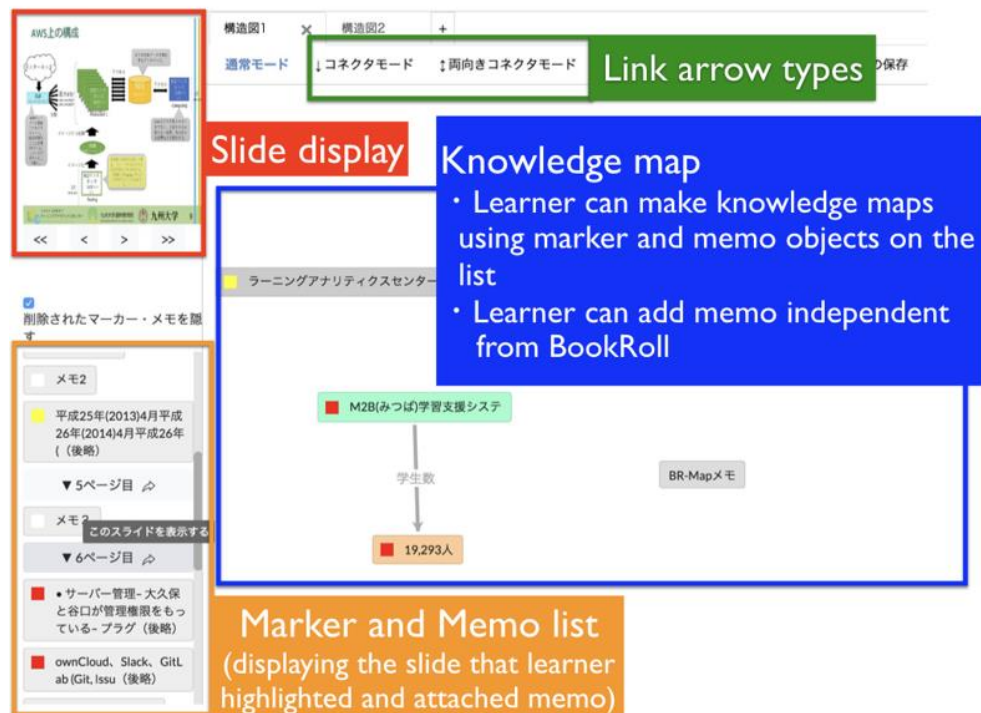 AWS上の構成
九州大学
<< < > >>
構造図1 × 構造図2 +
通常モード ↓コネクタモード ↕両向きコネクタモード
の保存
Link arrow types
Slide display
Knowledge map
・Learner can make knowledge maps
using marker and memo objects on the
list
・Learner can add memo independent
from BookRoll
ラーニングアナリティクスセンター
M2B(みつば)学習支援システ
学生数
19,293人
BR-Mapメモ
削除されたマーカー・メモを隠
す
メモ2
平成25年(2013)4月平成
26年(2014)4月平成26年
(（後略）
▼ 5ページ目
メモ
このスライドを表示する
▼ 6ページ目
• サーバー管理– 大久保
と谷口が管理権限をもっ
ている– プラグ（後略）
ownCloud、Slack、GitL
ab (Git, Issu（後略）
Marker and Memo list
(displaying the slide that learner
highlighted and attached memo)